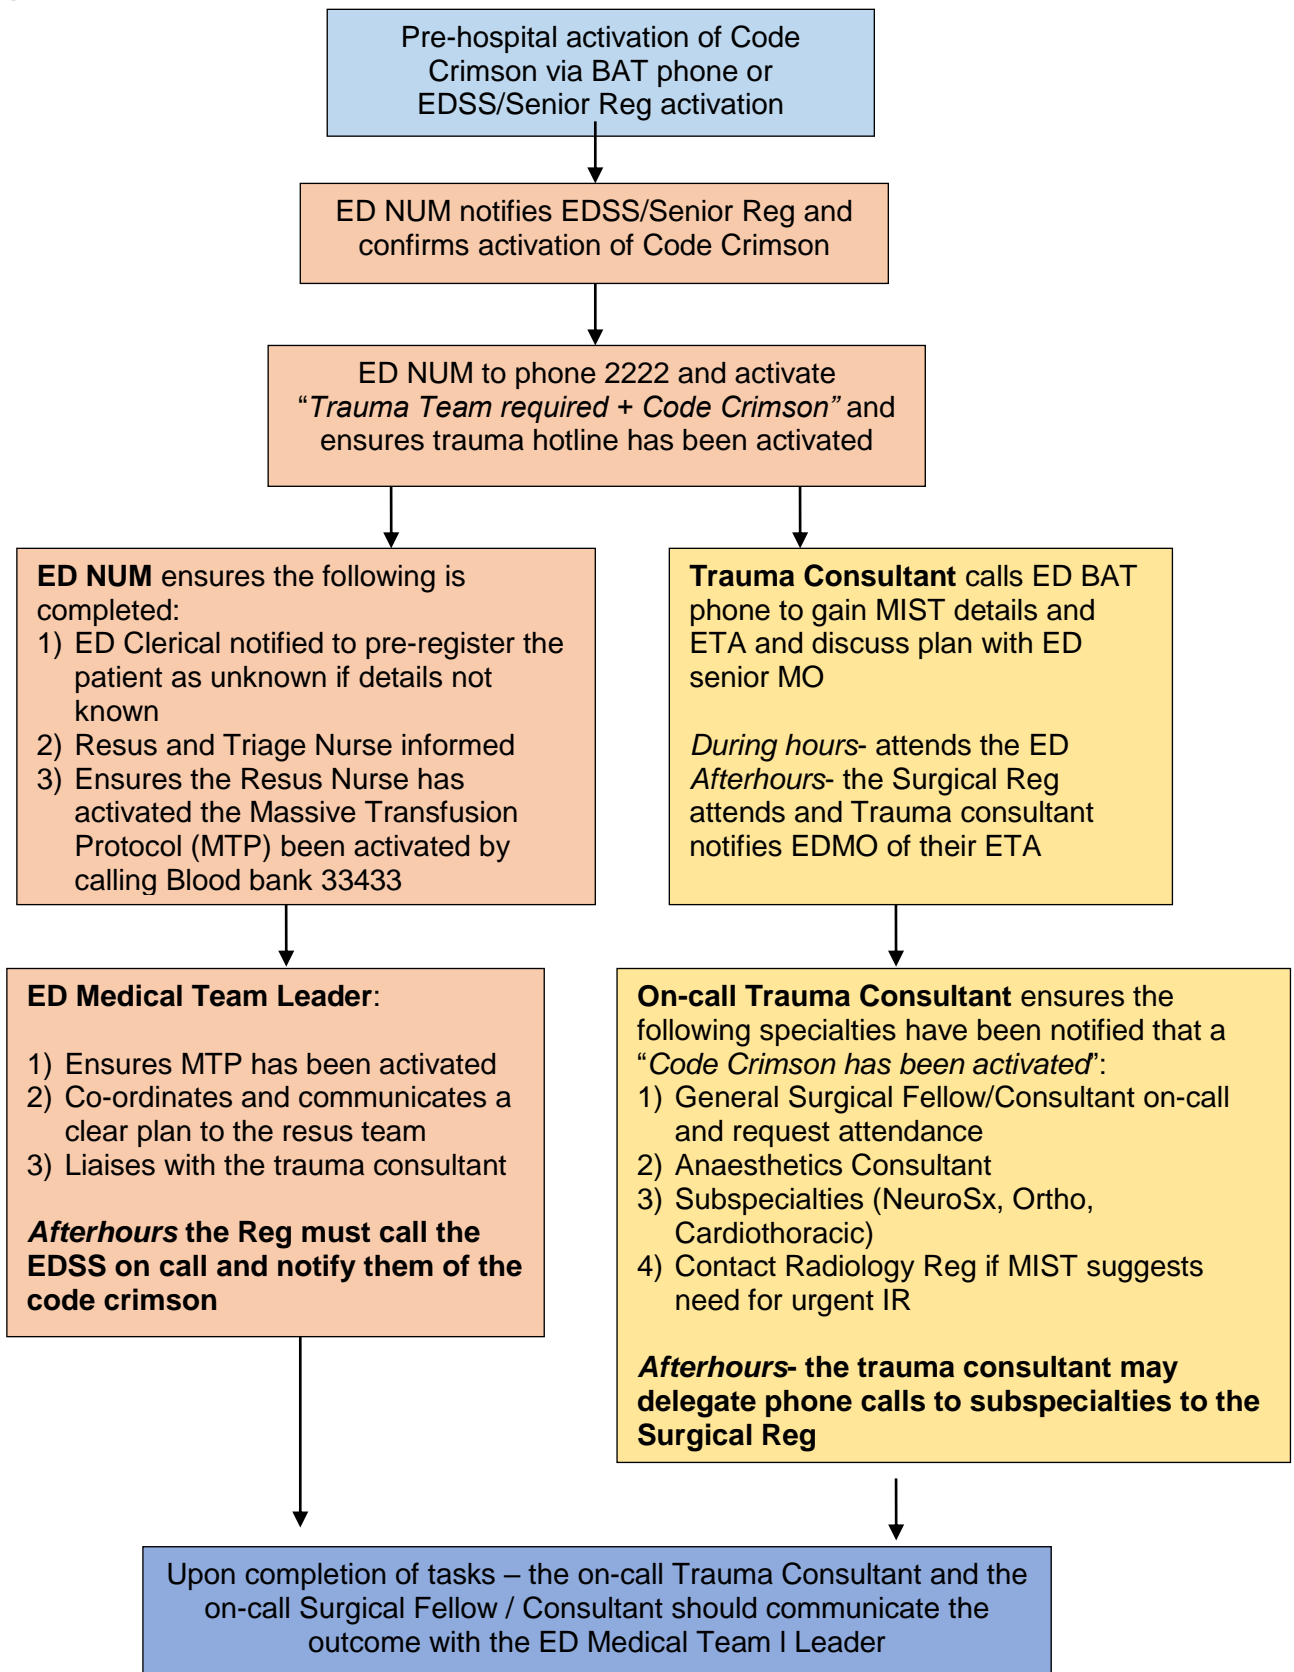 Pre-hospital activation of Code
Crimson via BAT phone or
EDSS/Senior Reg activation
ED NUM notifies EDSS/Senior Reg and
confirms activation of Code Crimson
ED NUM to phone 2222 and activate
“Trauma Team required + Code Crimson” and
ensures trauma hotline has been activated
ED NUM ensures the following is
completed:
1) ED Clerical notified to pre-register the
patient as unknown if details not
known
2) Resus and Triage Nurse informed
3) Ensures the Resus Nurse has
activated the Massive Transfusion
Protocol (MTP) been activated by
calling Blood bank 33433
Trauma Consultant calls ED BAT
phone to gain MIST details and
ETA and discuss plan with ED
senior MO
During hours- attends the ED
Afterhours- the Surgical Reg
attends and Trauma consultant
notifies EDMO of their ETA
ED Medical Team Leader:
1) Ensures MTP has been activated
2) Co-ordinates and communicates a
clear plan to the resus team
3) Liaises with the trauma consultant
Afterhours the Reg must call the
EDSS on call and notify them of the
code crimson
On-call Trauma Consultant ensures the
following specialties have been notified that a
“Code Crimson has been activated”:
1) General Surgical Fellow/Consultant on-call
and request attendance
2) Anaesthetics Consultant
3) Subspecialties (NeuroSx, Ortho,
Cardiothoracic)
4) Contact Radiology Reg if MIST suggests
need for urgent IR
Afterhours- the trauma consultant may
delegate phone calls to subspecialties to the
Surgical Reg
Upon completion of tasks – the on-call Trauma Consultant and the
on-call Surgical Fellow / Consultant should communicate the
outcome with the ED Medical Team l Leader